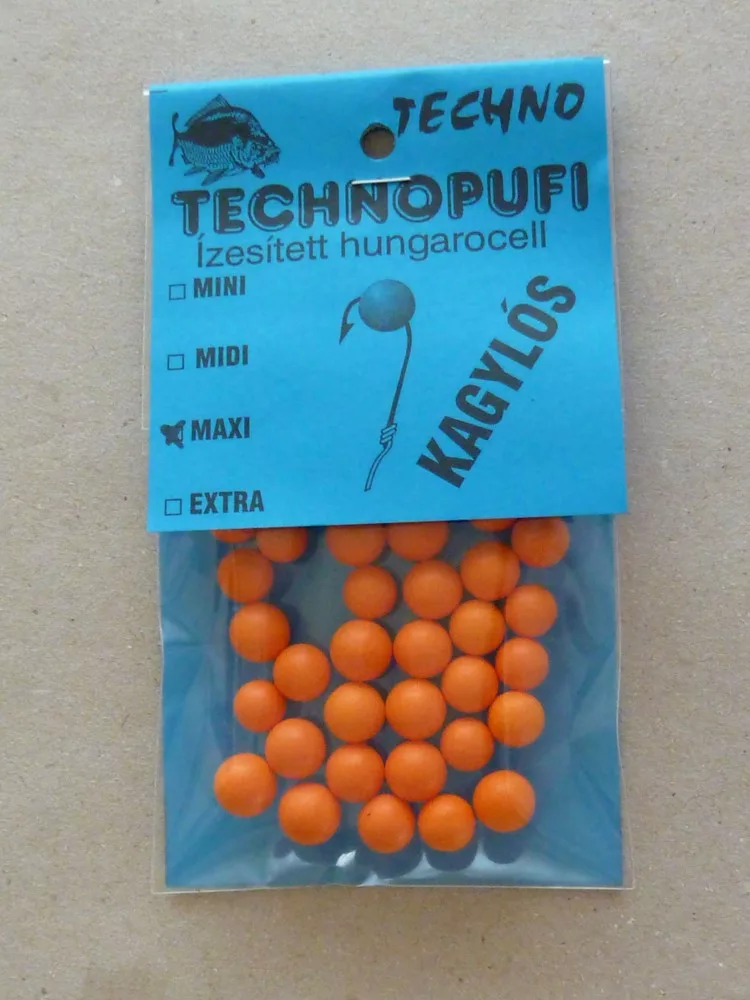 TECHNO
TECHNOPUFI
Ízesített hungarocell
MINI
MIDI
MAXI
EXTRA
KAGYLÓS